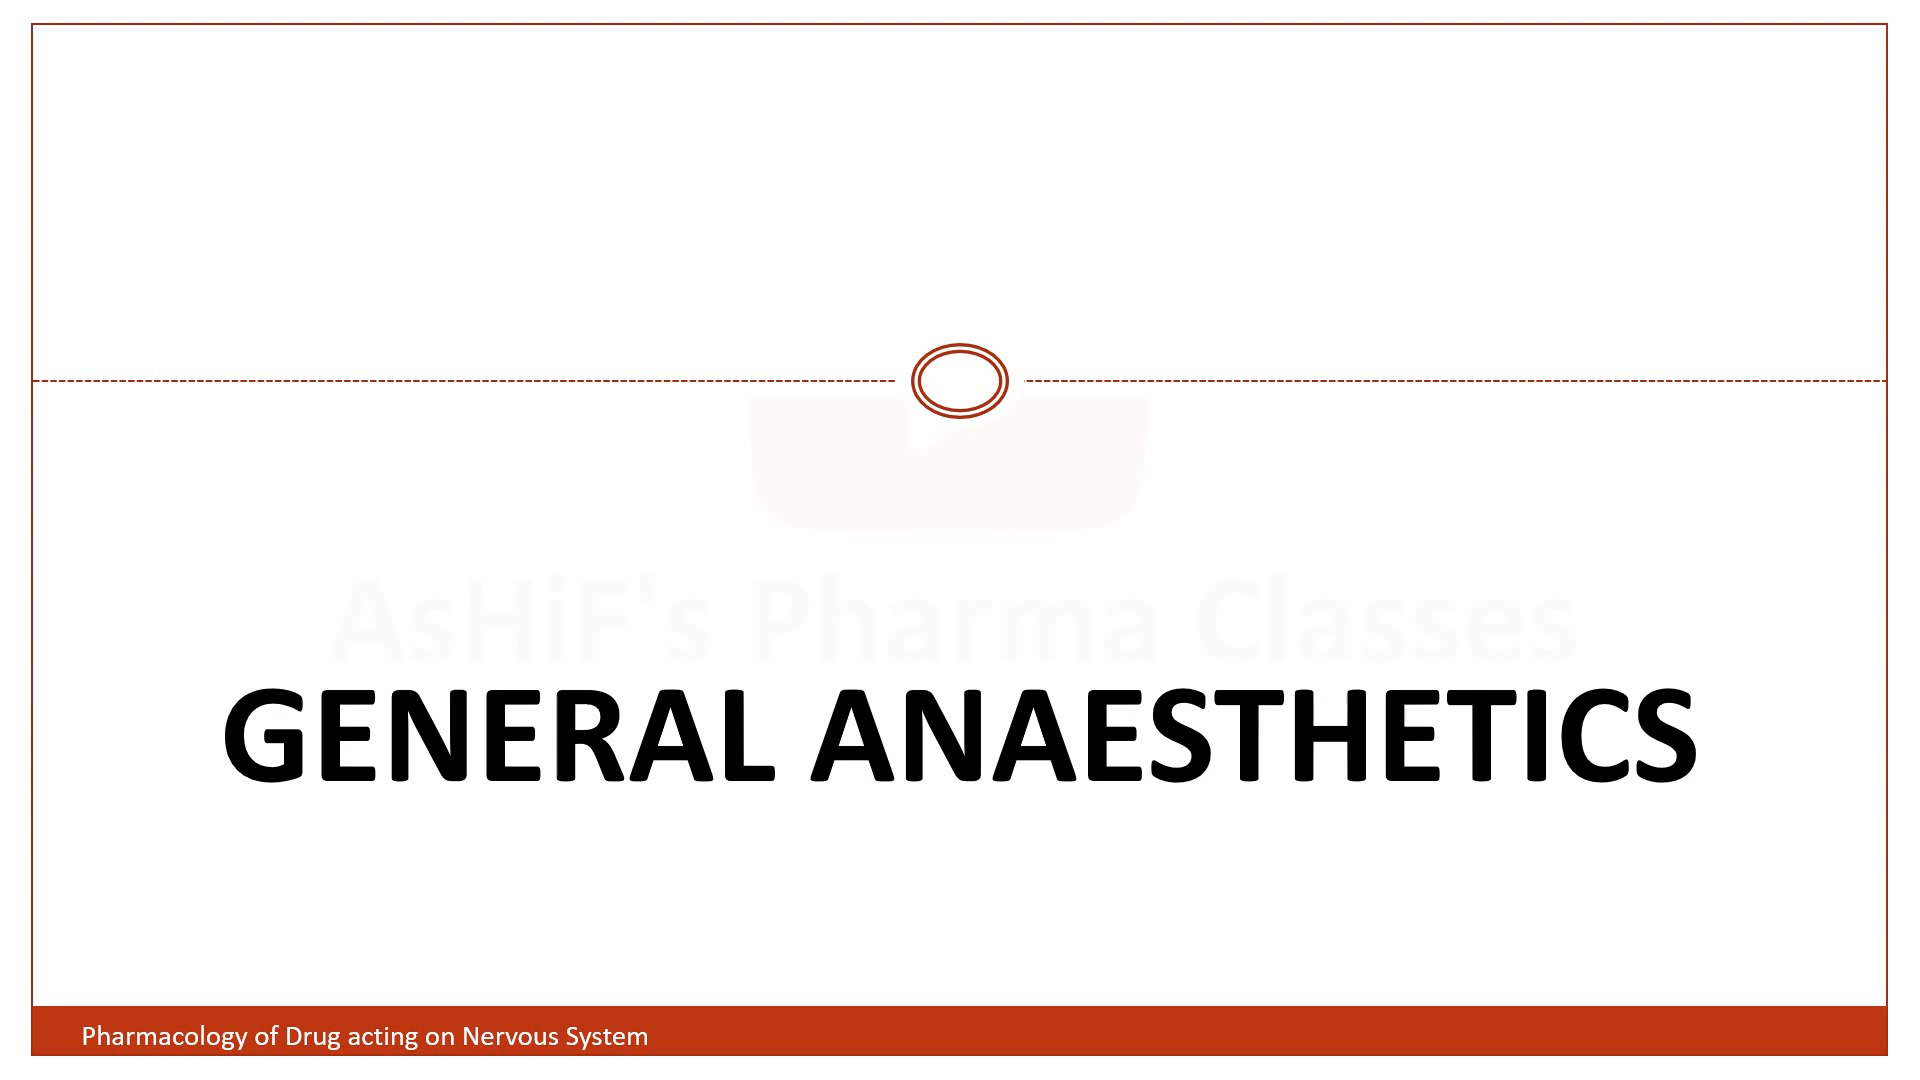 AsHiF's Pharma Classes
GENERAL ANAESTHETICS
Pharmacology of Drug acting on Nervous System